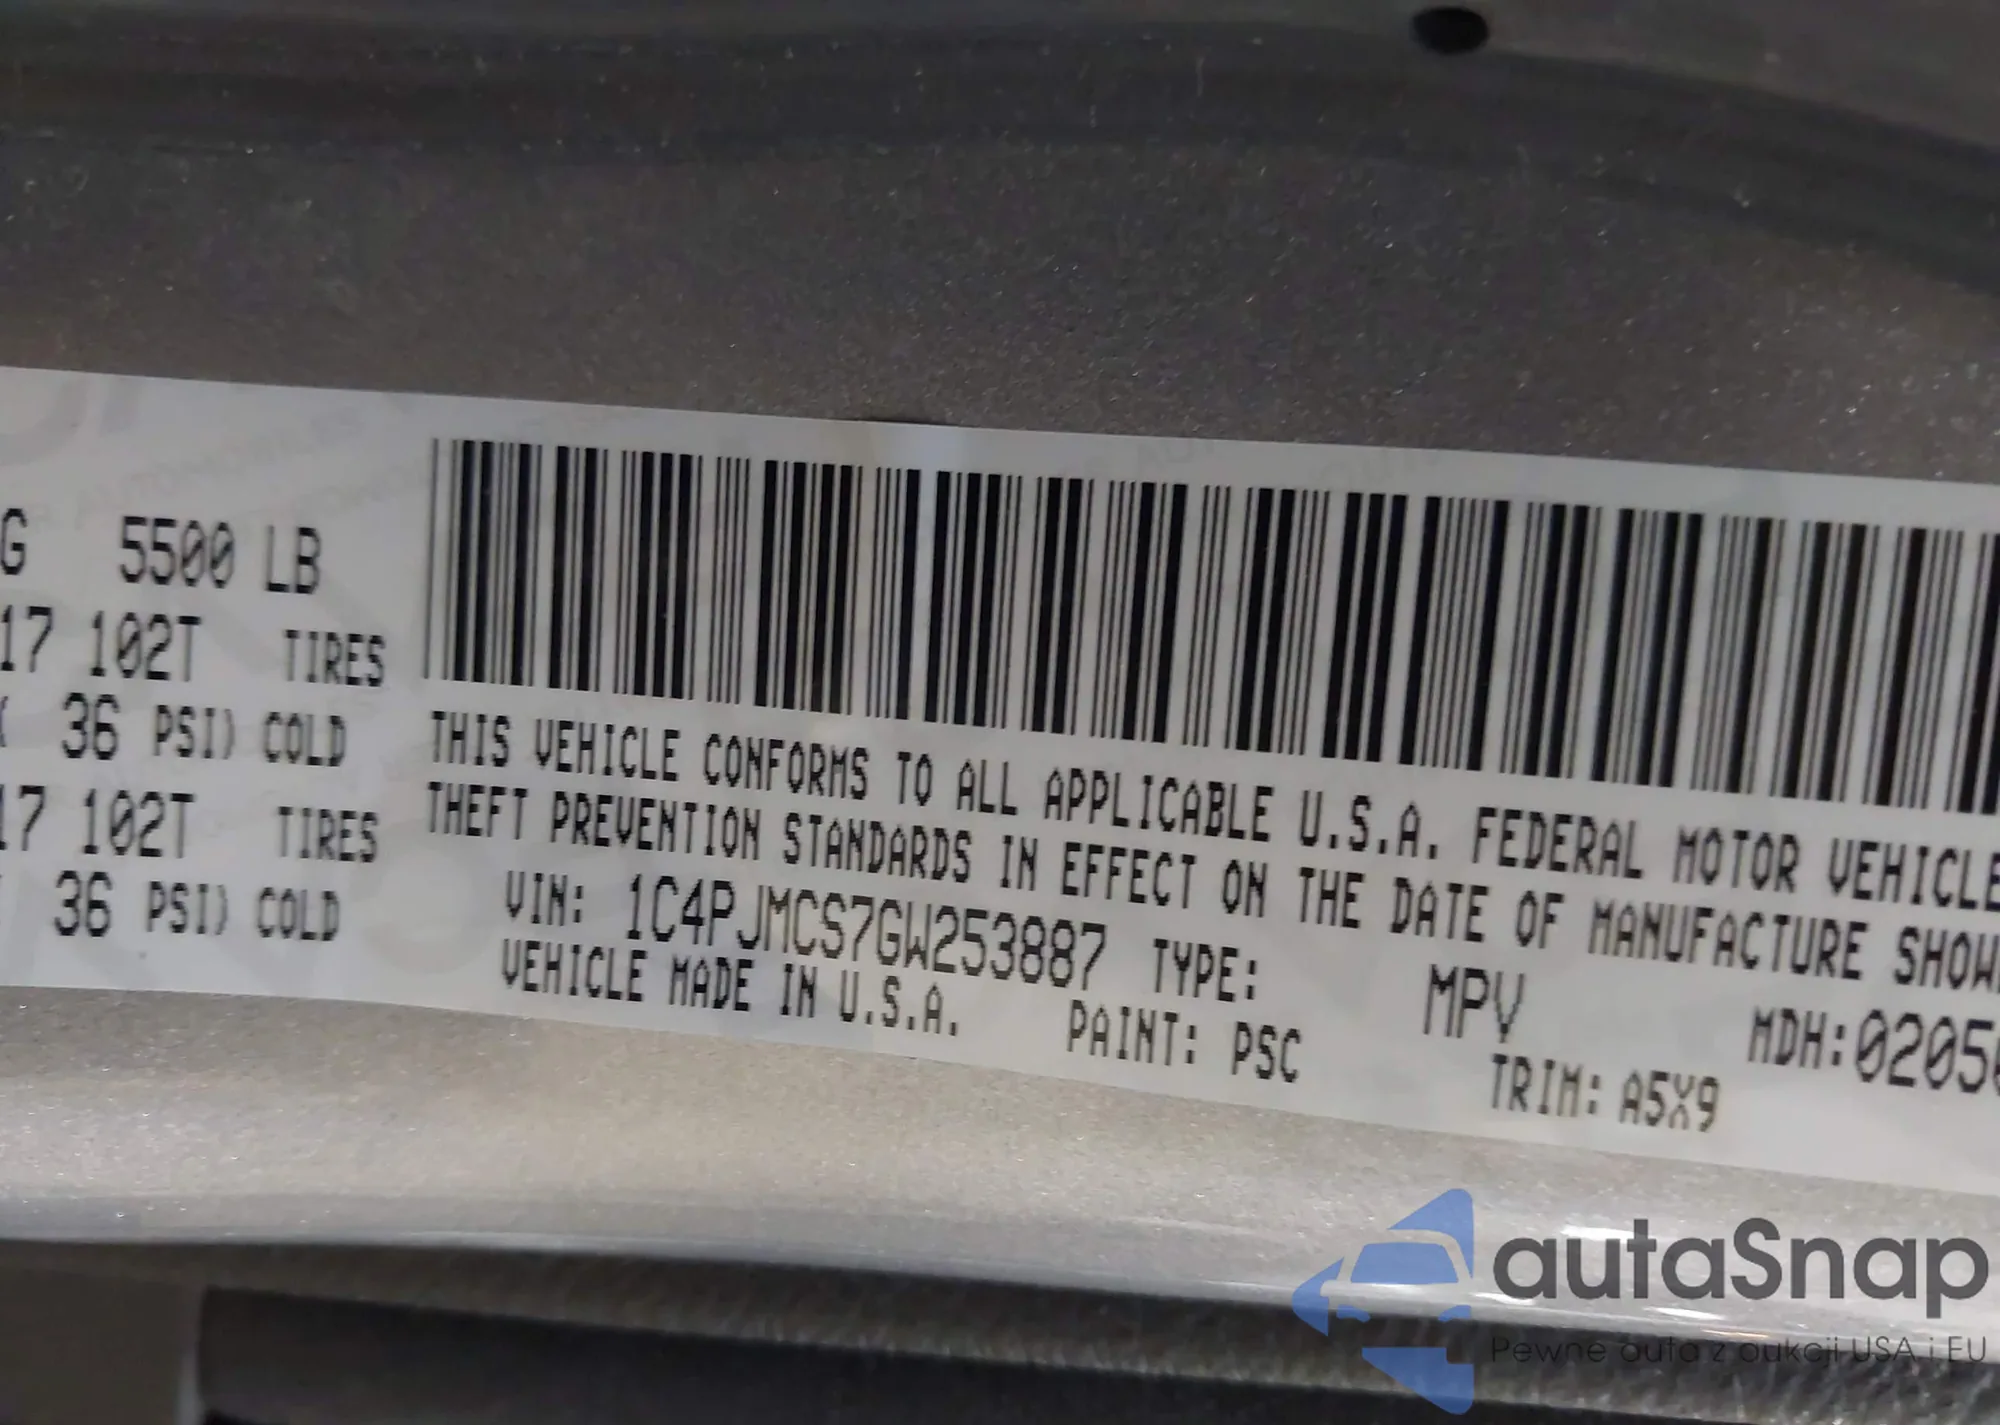 G 5500 LB
17 102T TIRES
36 PSI) COLD
17 102T TIRES
36 PSI) COLD
THIS VEHICLE CONFORMS TO ALL APPLICABLE U.S.A. FEDERAL MOTOR VEHICLE
THEFT PREVENTION STANDARDS IN EFFECT ON THE DATE OF MANUFACTURE SHOW
VIN: 1C4PJMCS7GW253887 TYPE: MPV MDH:0205
VEHICLE MADE IN U.S.A. PAINT: PSC TRIM: A5X9
autaSnap
Pewne auta z aukcji USA i EU